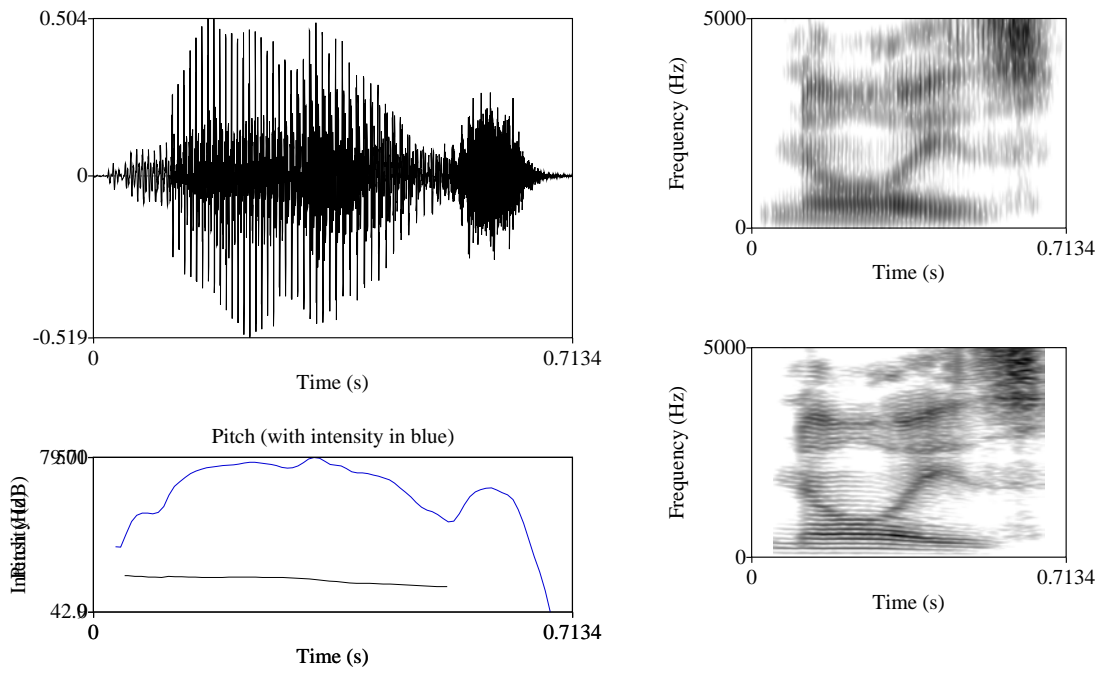 0.504
0
-0.519
0
0.7134
Time (s)
5000
Frequency (Hz)
0
0
0.7134
Time (s)
Pitch (with intensity in blue)
0
0.7134
Time (s)
5000
Frequency (Hz)
0
0
0.7134
Time (s)